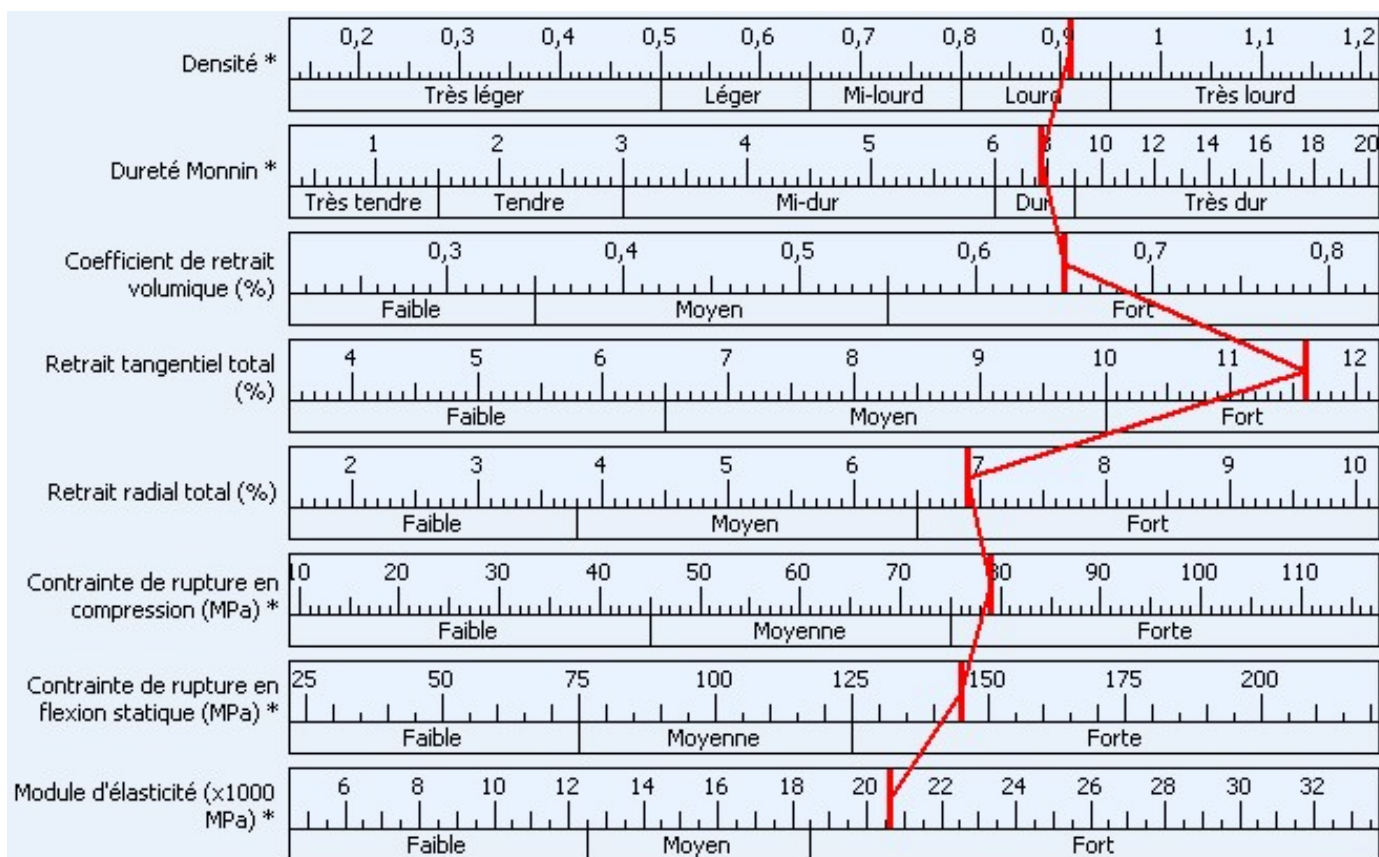 0,2 0,3 0,4 0,5 0,6 0,7 0,8 0,9 1 1,1 1,2
Densité *
Très léger Léger Mi-lourd Lourd Très lourd
1 2 3 4 5 6 8 10 12 14 16 18 20
Dureté Monnin *
Très tendre Tendre Mi-dur Dur Très dur
0,3 0,4 0,5 0,6 0,7 0,8
Coefficient de retrait
volumique (%)
Faible Moyen Fort
4 5 6 7 8 9 10 11 12
Retrait tangentiel total
(%)
Faible Moyen Fort
2 3 4 5 6 7 8 9 10
Retrait radial total (%)
Faible Moyen Fort
10 20 30 40 50 60 70 80 90 100 110
Contrainte de rupture en
compression (MPa) *
Faible Moyenne Forte
25 50 75 100 125 150 175 200
Contrainte de rupture en
flexion statique (MPa) *
Faible Moyenne Forte
6 8 10 12 14 16 18 20 22 24 26 28 30 32
Module d'élasticité (x1000
MPa) *
Faible Moyen Fort